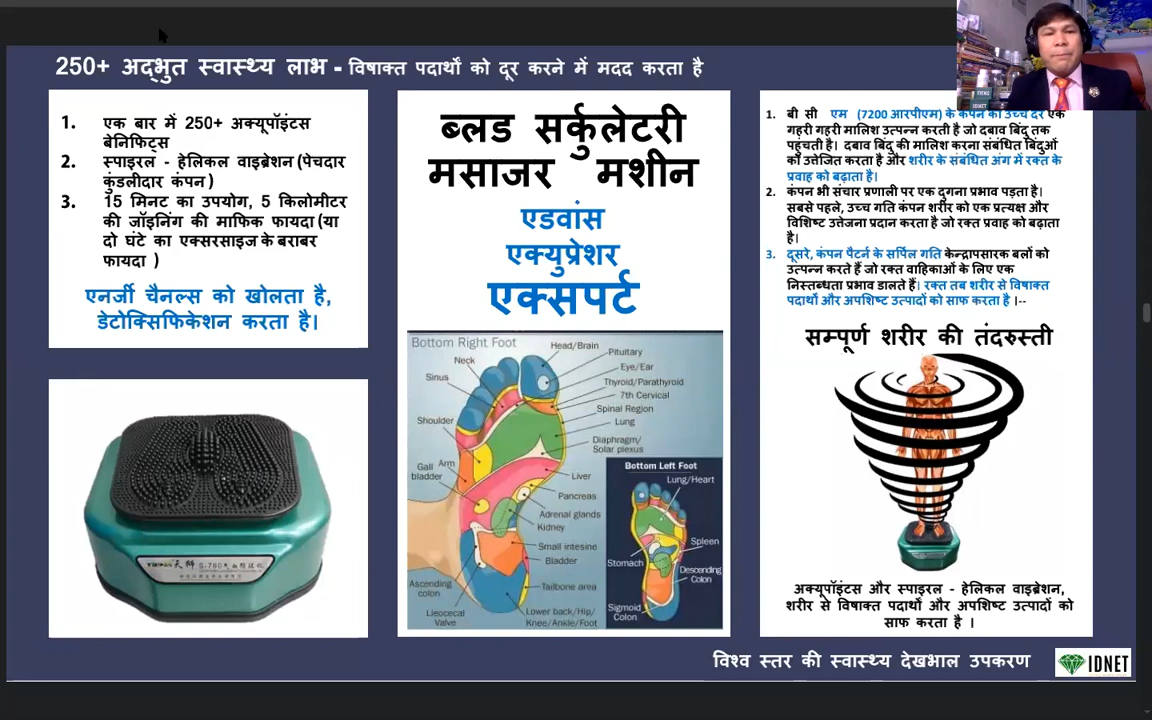 250+ अद्भुत स्वास्थ्य लाभ - विषाक्त पदार्थों को दूर करने में मदद करता है
1. एक बार में 250+ अक्यूपॉइंटस
बेनिफिट्स
2. स्पाइरल - हेलिकल वाइब्रेशन (पेचदार
कुंडलीदार कंपन)
3. 15 मिनट का उपयोग, 5 किलोमीटर
की जॉइनिंग की माफिक फायदा (या
दो घंटे का एक्सरसाइज के बराबर
फायदा )
एनर्जी चैनल्स को खोलता है,
डेटोक्सिफिकेशन करता है।
天狮
S-780
ब्लड सर्कुलेटरी
मसाजर मशीन
एडवांस
एक्युप्रेशर
एक्सपर्ट
Bottom Right Foot
Head/Brain
Neck
Pituitary
Eye/Ear
Sinus
Thyroid/Parathyroid
7th Cervical
Spinal Region
Shoulder
Lung
Diaphragm/
Solar plexus
Arm
Gall
bladder
Liver
Pancreas
Adrenal glands
Kidney
Small intesine
Bladder
Ascending
colon
Tailbone area
Lieocecal
Valve
Lower back/Hip/
Knee/Ankle/Foot
Bottom Left Foot
Lung/Heart
Spleen
Stomach
Descending
Colon
Sigmoid
Colon
1. बी सी एम (7200 आरपीएम) के कंपन की उच्च दर एक
गहरी गहरी मालिश उत्पन्न करती है जो दबाव बिंदु तक
पहुंचती है। दबाव बिंदु की मालिश करना संबंधित बिंदुओं
को उत्तेजित करता है और शरीर के संबंधित अंग में रक्त के
प्रवाह को बढ़ाता है।
2. कंपन भी संचार प्रणाली पर एक दुगना प्रभाव पड़ता है।
सबसे पहले, उच्च गति कंपन शरीर को एक प्रत्यक्ष और
विशिष्ट उत्तेजना प्रदान करता है जो रक्त प्रवाह को बढ़ाता
है।
3. दूसरे, कंपन पैटर्न के सर्पिल गति केन्द्रापसारक बलों को
उत्पन्न करते हैं जो रक्त वाहिकाओं के लिए एक
निस्तब्धता प्रभाव डालते हैं। रक्त तब शरीर से विषाक्त
पदार्थों और अपशिष्ट उत्पादों को साफ करता है ।--
सम्पूर्ण शरीर की तंदरुस्ती
अक्यूपॉइंटस और स्पाइरल - हेलिकल वाइब्रेशन,
शरीर से विषाक्त पदार्थों और अपशिष्ट उत्पादों को
साफ करता है ।
विश्व स्तर की स्वास्थ्य देखभाल उपकरण
IDNET